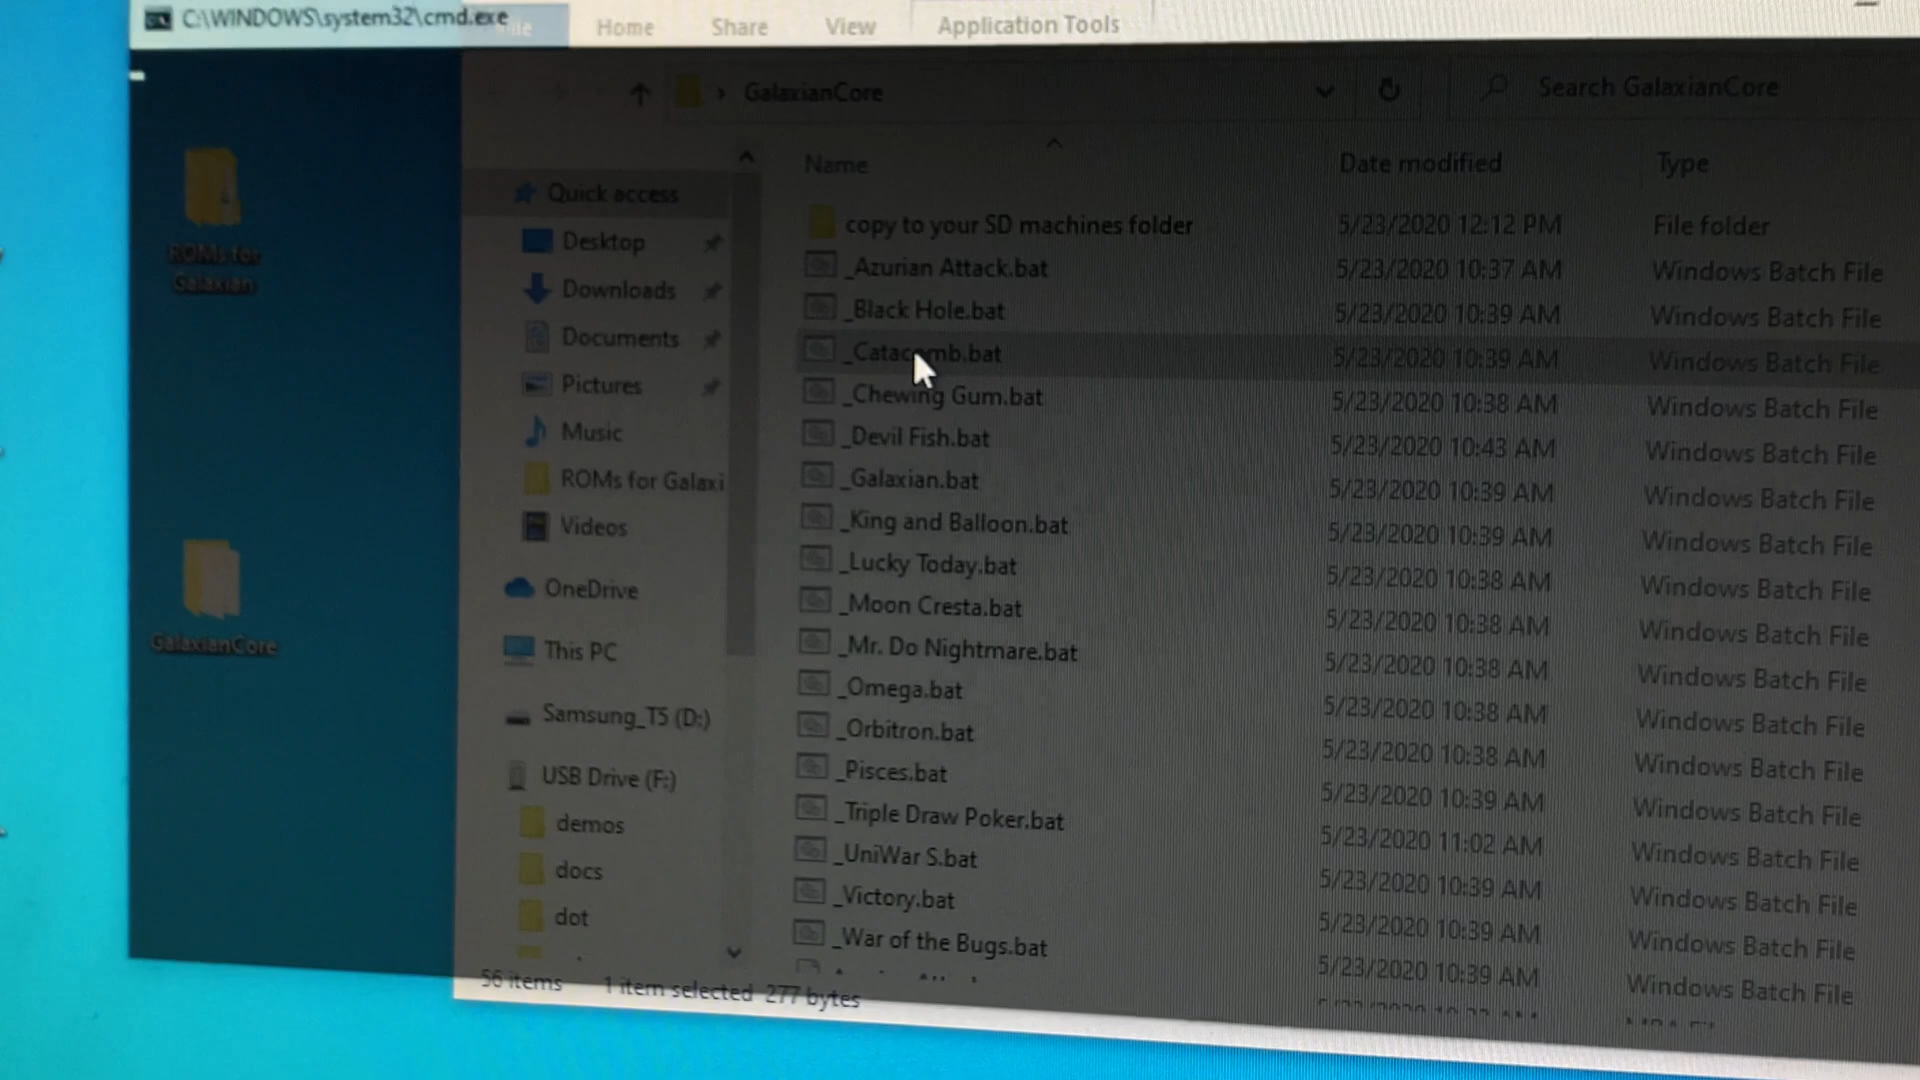 C:\WINDOWS\system32\cmd.exe
Home Share View Application Tools
GalaxianCore
Search GalaxianCore
ROMs for
Galaxian
GalaxianCore
Quick access
Desktop
Downloads
Documents
Pictures
Music
ROMs for Galaxi
Videos
OneDrive
This PC
Samsung_T5 (D:)
USB Drive (F:)
demos
docs
dot
Name Date modified Type
copy to your SD machines folder 5/23/2020 12:12 PM File folder
_Azurian Attack.bat 5/23/2020 10:37 AM Windows Batch File
_Black Hole.bat 5/23/2020 10:39 AM Windows Batch File
_Catacomb.bat 5/23/2020 10:39 AM Windows Batch File
_Chewing Gum.bat 5/23/2020 10:38 AM Windows Batch File
_Devil Fish.bat 5/23/2020 10:43 AM Windows Batch File
_Galaxian.bat 5/23/2020 10:39 AM Windows Batch File
_King and Balloon.bat 5/23/2020 10:39 AM Windows Batch File
_Lucky Today.bat 5/23/2020 10:38 AM Windows Batch File
_Moon Cresta.bat 5/23/2020 10:38 AM Windows Batch File
_Mr. Do Nightmare.bat 5/23/2020 10:38 AM Windows Batch File
_Omega.bat 5/23/2020 10:38 AM Windows Batch File
_Orbitron.bat 5/23/2020 10:38 AM Windows Batch File
_Pisces.bat 5/23/2020 10:39 AM Windows Batch File
_Triple Draw Poker.bat 5/23/2020 11:02 AM Windows Batch File
_UniWar S.bat 5/23/2020 10:39 AM Windows Batch File
_Victory.bat 5/23/2020 10:39 AM Windows Batch File
_War of the Bugs.bat 5/23/2020 10:39 AM Windows Batch File
56 items 1 item selected 277 bytes